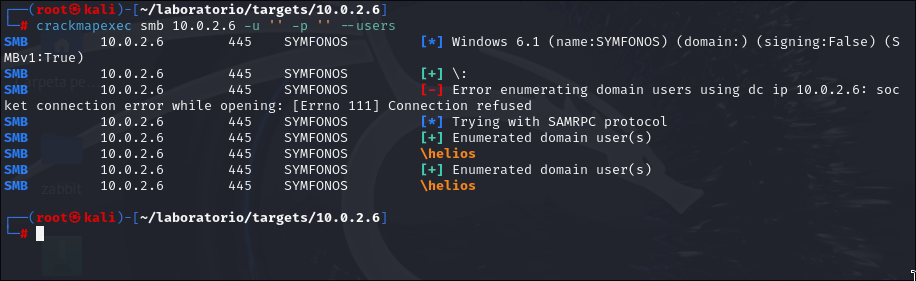 ┌──(root㉿kali)-[~/laboratorio/targets/10.0.2.6]
└─# crackmapexec smb 10.0.2.6 -u '' -p '' --users
SMB         10.0.2.6        445    SYMFONOS         [*] Windows 6.1 (name:SYMFONOS) (domain:) (signing:False) (S
MBv1:True)
SMB         10.0.2.6        445    SYMFONOS         [+] \:
SMB         10.0.2.6        445    SYMFONOS         [-] Error enumerating domain users using dc ip 10.0.2.6: soc
ket connection error while opening: [Errno 111] Connection refused
SMB         10.0.2.6        445    SYMFONOS         [*] Trying with SAMRPC protocol
SMB         10.0.2.6        445    SYMFONOS         [+] Enumerated domain user(s)
SMB         10.0.2.6        445    SYMFONOS         \helios
SMB         10.0.2.6        445    SYMFONOS         [+] Enumerated domain user(s)
SMB         10.0.2.6        445    SYMFONOS         \helios
zabbi
┌──(root㉿kali)-[~/laboratorio/targets/10.0.2.6]
└─#